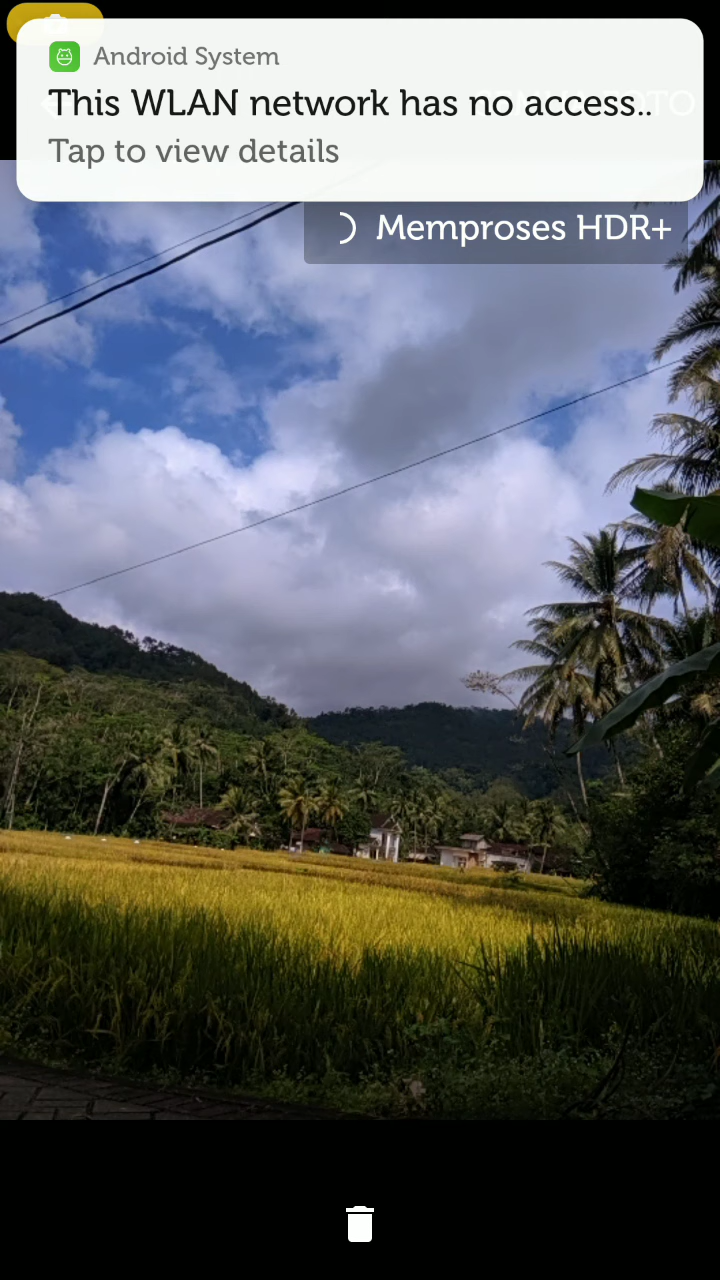 Android System
This WLAN network has no access..
Tap to view details
Memproses HDR+